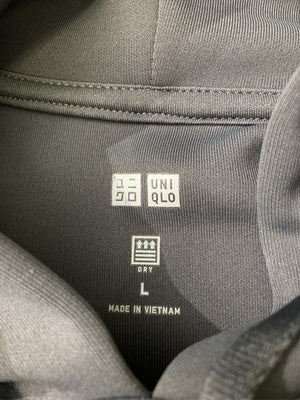 ユニ UNI
クロ QLO
DRY
L
MADE IN VIETNAM